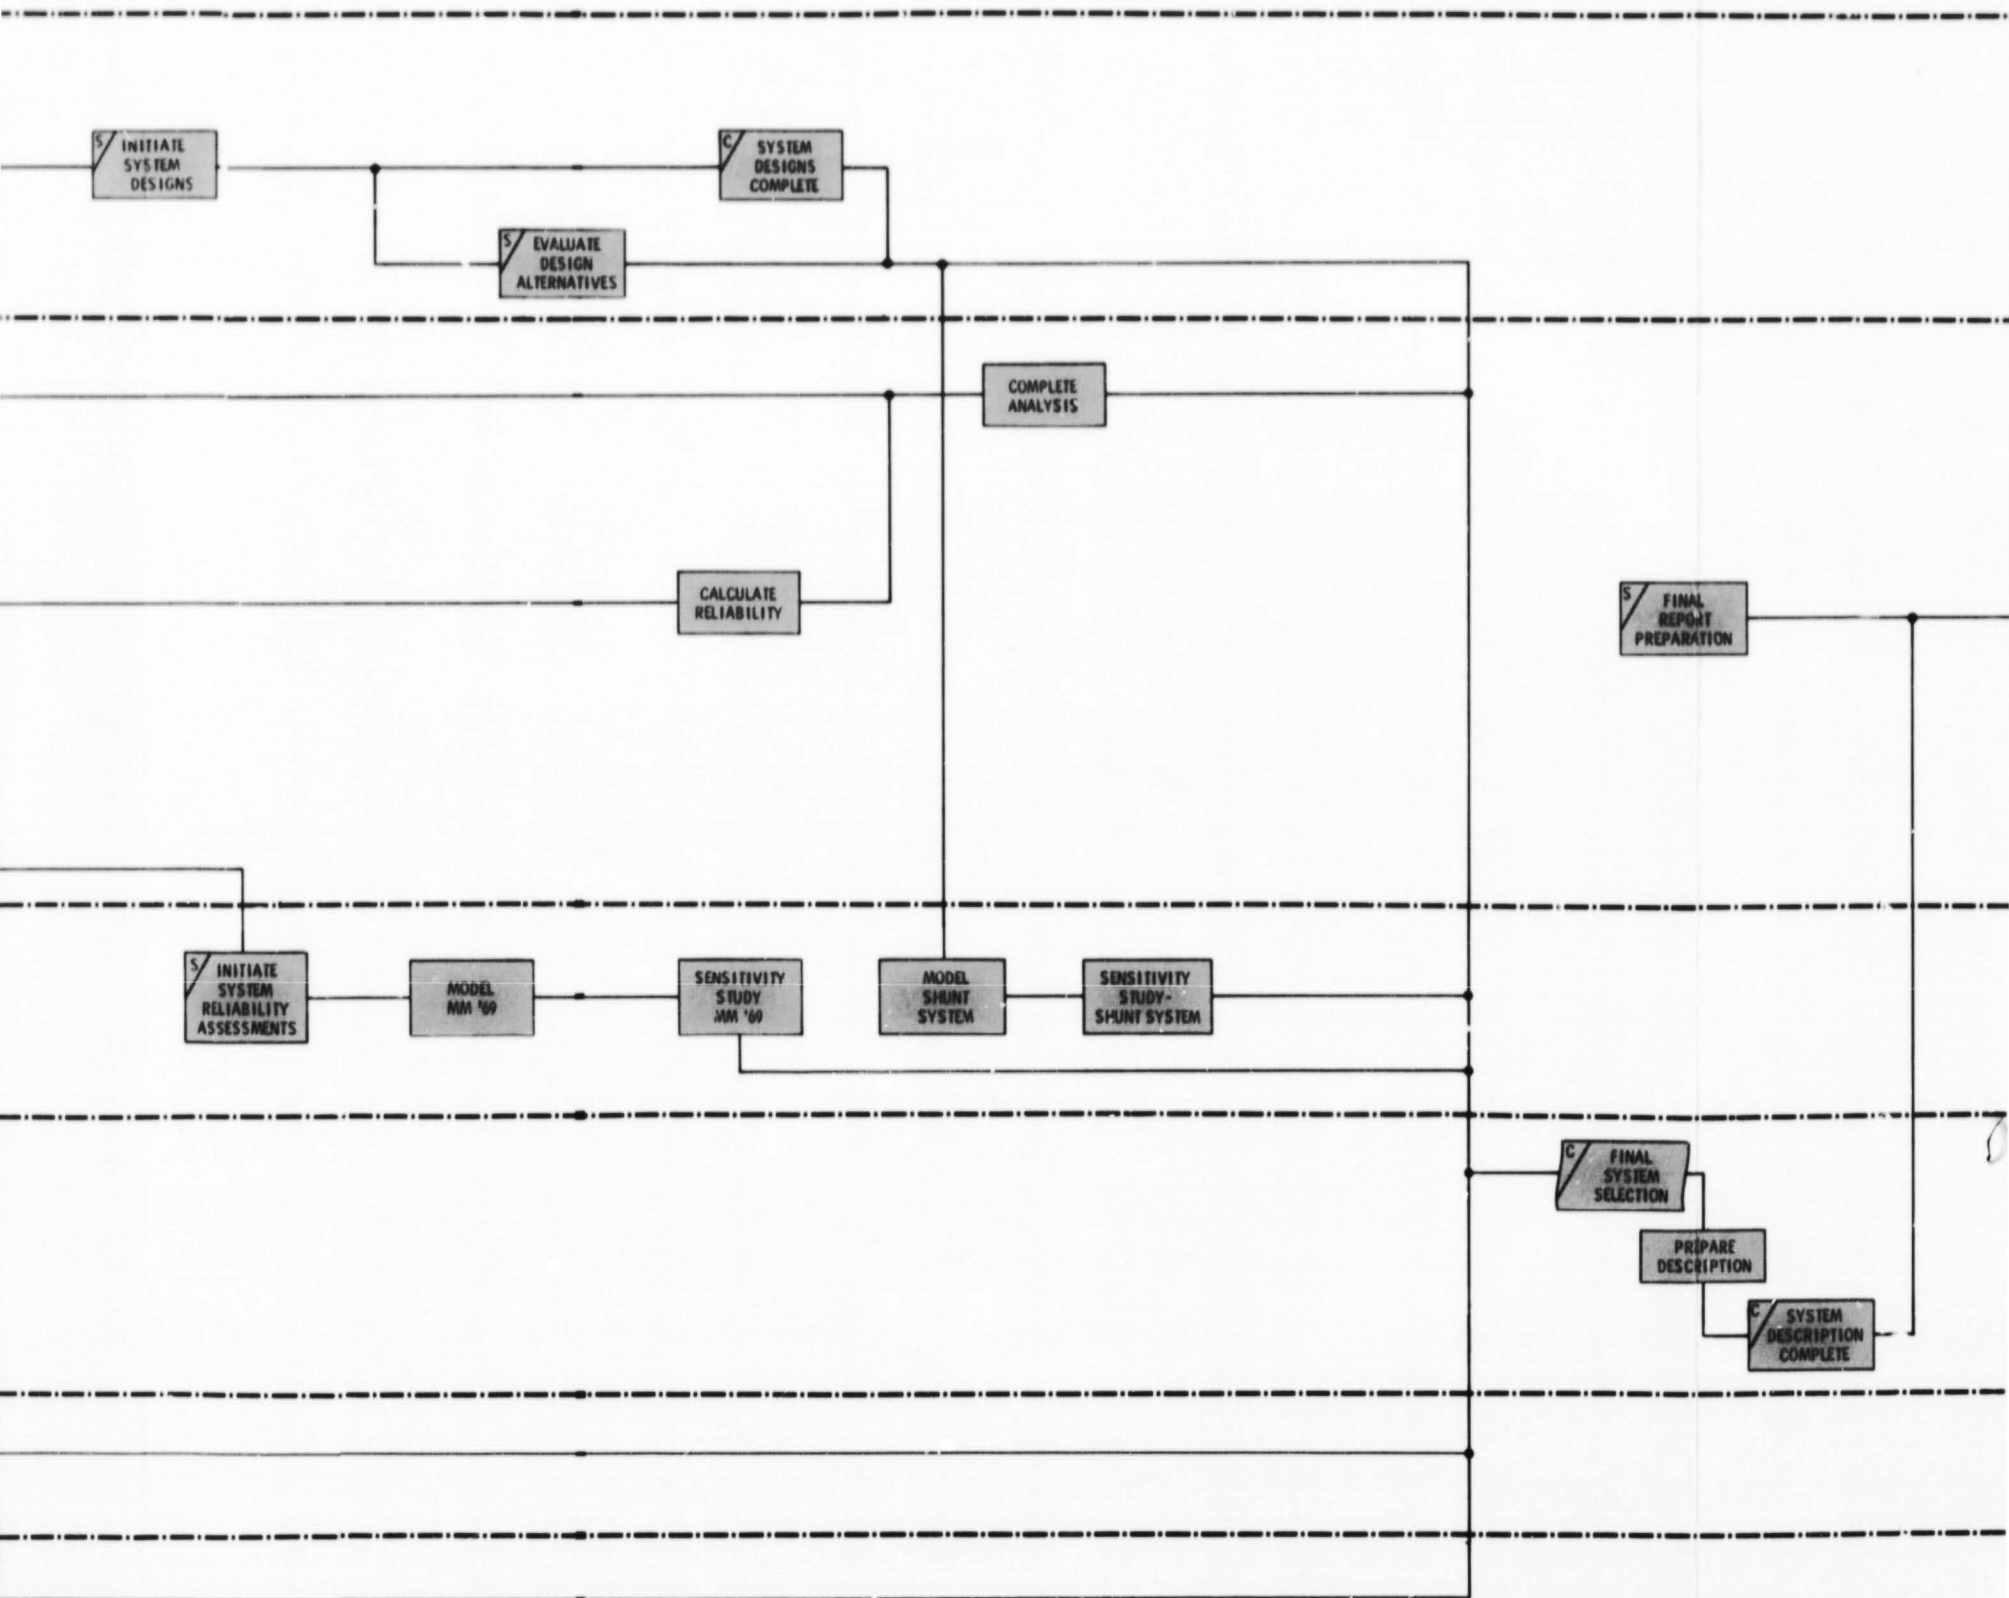 S
INITIATE
SYSTEM
DESIGNS
C
SYSTEM
DESIGNS
COMPLETE
S
EVALUATE
DESIGN
ALTERNATIVES
COMPLETE
ANALYSIS
CALCULATE
RELIABILITY
S
FINAL
REPORT
PREPARATION
S
INITIATE
SYSTEM
RELIABILITY
ASSESSMENTS
MODEL
MM '69
SENSITIVITY
STUDY
MM '69
MODEL
SHUNT
SYSTEM
SENSITIVITY
STUDY-
SHUNT SYSTEM
C
FINAL
SYSTEM
SELECTION
PREPARE
DESCRIPTION
C
SYSTEM
DESCRIPTION
COMPLETE